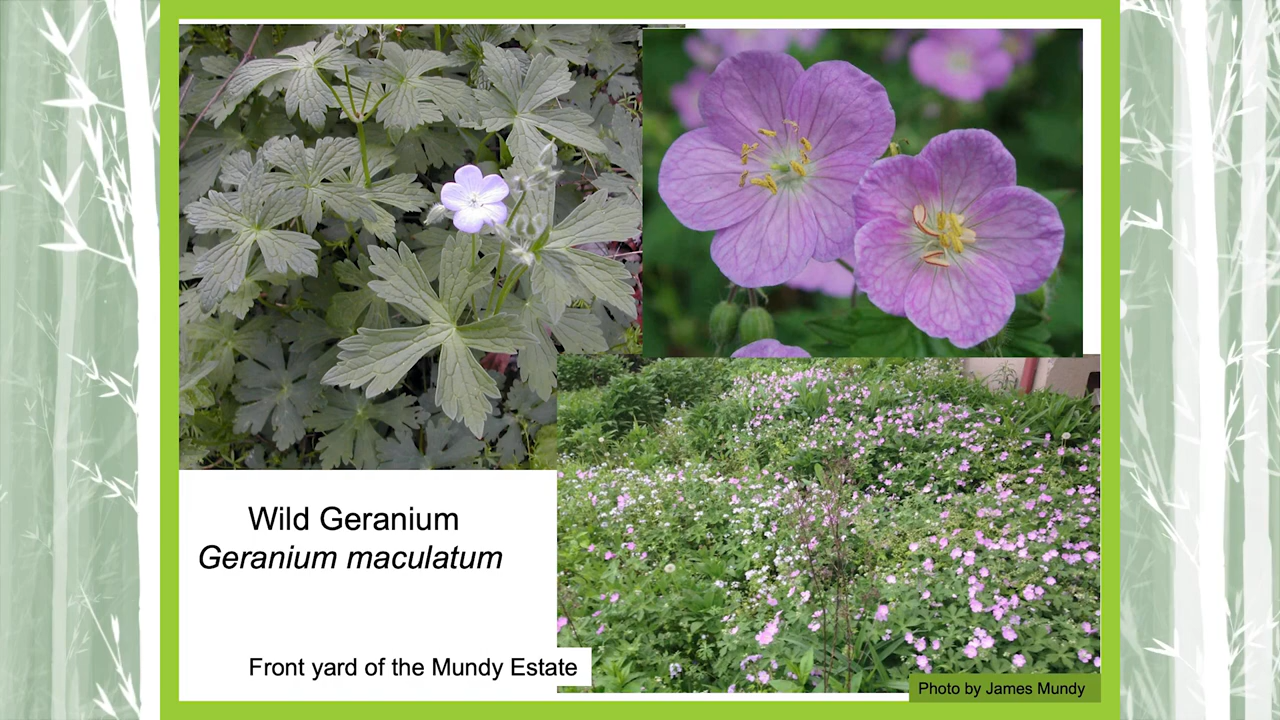 Wild Geranium
Geranium maculatum
Front yard of the Mundy Estate
Photo by James Mundy